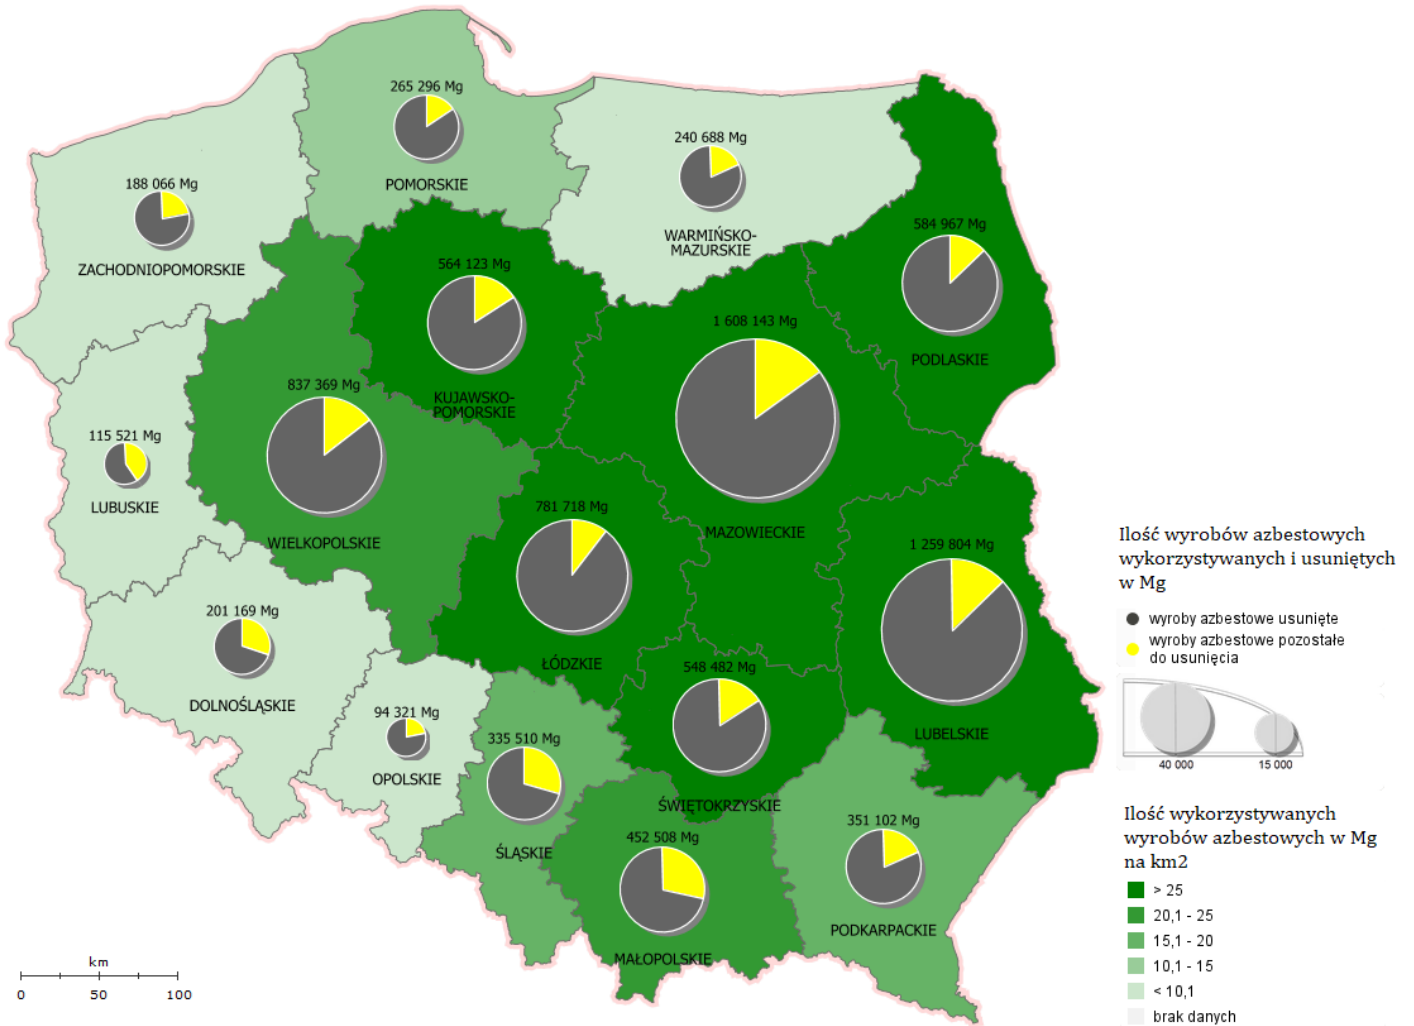 265 296 Mg
POMORSKIE
240 688 Mg
WARMIŃSKO-
MAZURSKIE
188 066 Mg
ZACHODNIOPOMORSKIE
584 967 Mg
PODLASKIE
564 123 Mg
KUJAWSKO-
POMORSKIE
1 608 143 Mg
MAZOWIECKIE
837 369 Mg
WIELKOPOLSKIE
115 521 Mg
LUBUSKIE
781 718 Mg
ŁÓDZKIE
1 259 804 Mg
LUBELSKIE
201 169 Mg
DOLNOŚLĄSKIE
94 321 Mg
OPOLSKIE
335 510 Mg
ŚLĄSKIE
548 482 Mg
ŚWIĘTOKRZYSKIE
452 508 Mg
MAŁOPOLSKIE
351 102 Mg
PODKARPACKIE
km
0 50 100
Ilość wyrobów azbestowych
wykorzystywanych i usuniętych
w Mg
wyroby azbestowe usunięte
wyroby azbestowe pozostałe
do usunięcia
40 000 15 000
Ilość wykorzystywanych
wyrobów azbestowych w Mg
na km2
> 25
20,1 - 25
15,1 - 20
10,1 - 15
< 10,1
brak danych